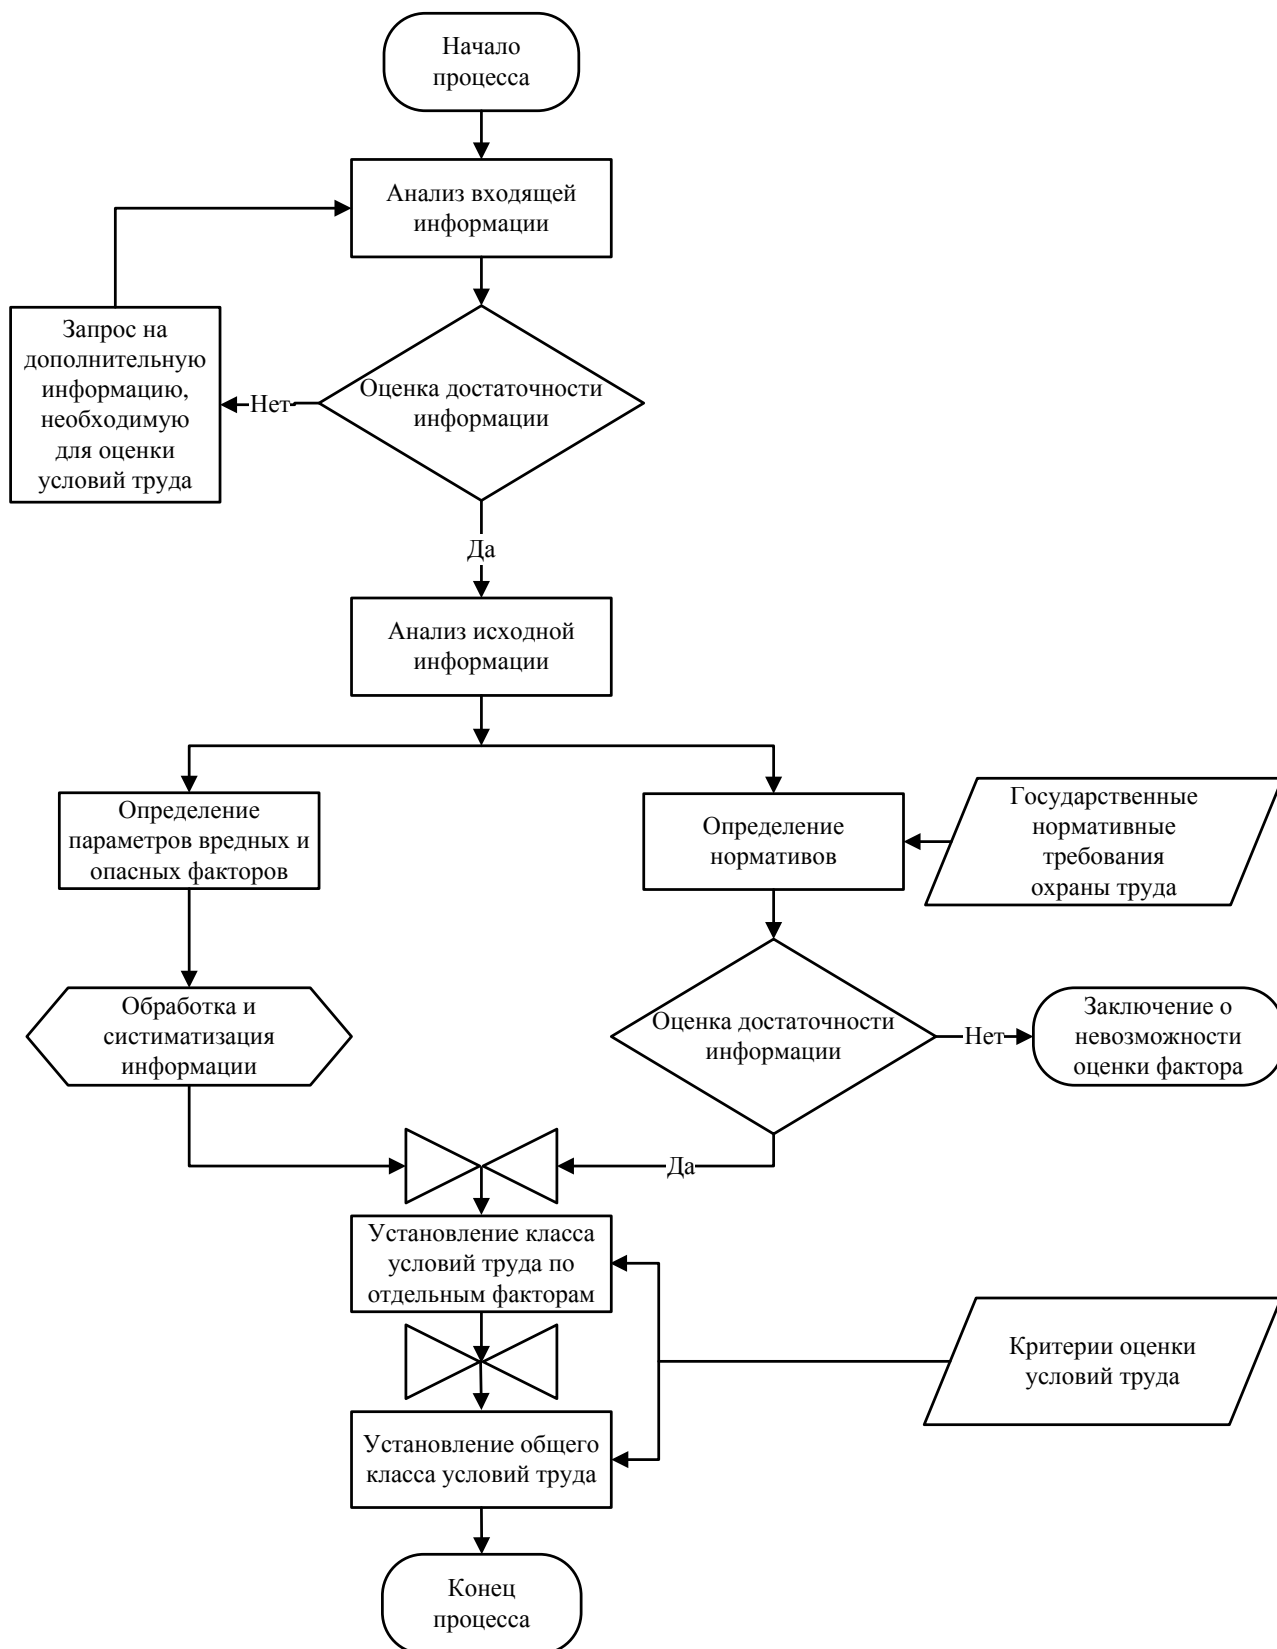 Начало
процесса
Анализ входящей
информации
Запрос на
дополнительную
информацию,
необходимую
для оценки
условий труда
Нет
Оценка достаточности
информации
Да
Анализ исходной
информации
Определение
параметров вредных и
опасных факторов
Определение
нормативов
Государственные
нормативные
требования
охраны труда
Обработка и
систиматизация
информации
Оценка достаточности
информации
Нет
Заключение о
невозможности
оценки фактора
Да
Установление класса
условий труда по
отдельным факторам
Критерии оценки
условий труда
Установление общего
класса условий труда
Конец
процесса